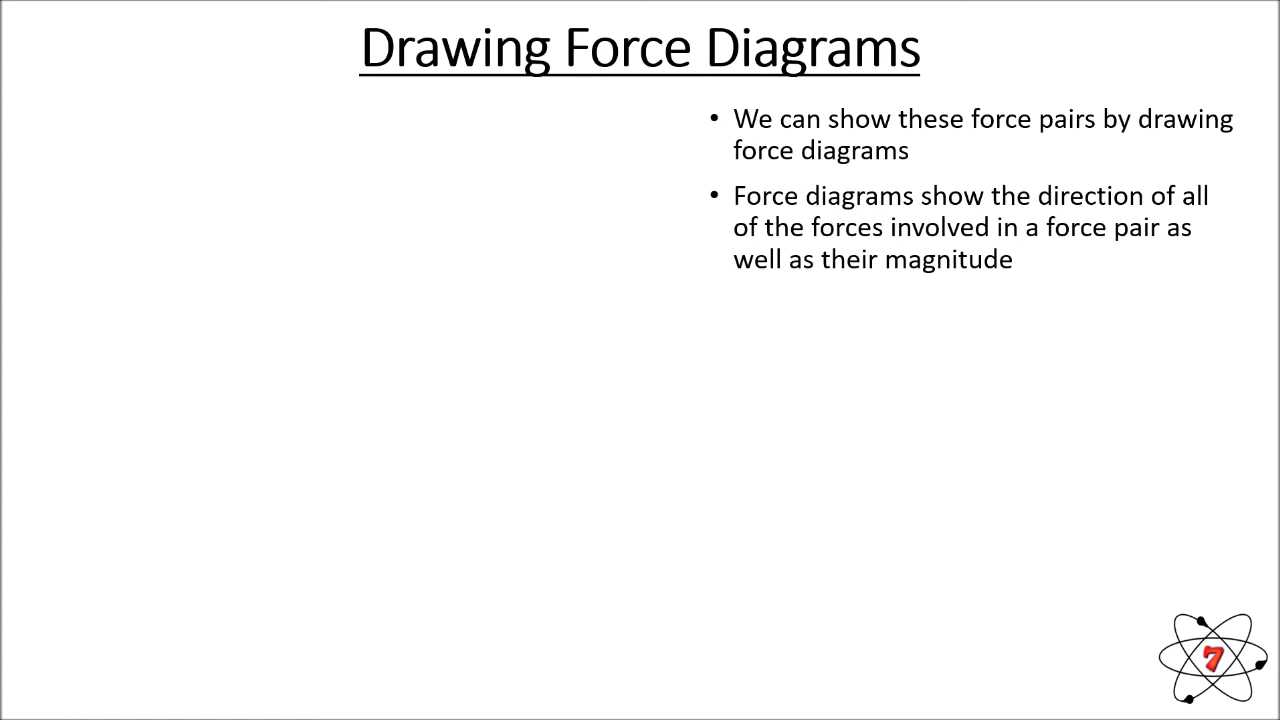 Drawing Force Diagrams
• We can show these force pairs by drawing
force diagrams
• Force diagrams show the direction of all
of the forces involved in a force pair as
well as their magnitude
7